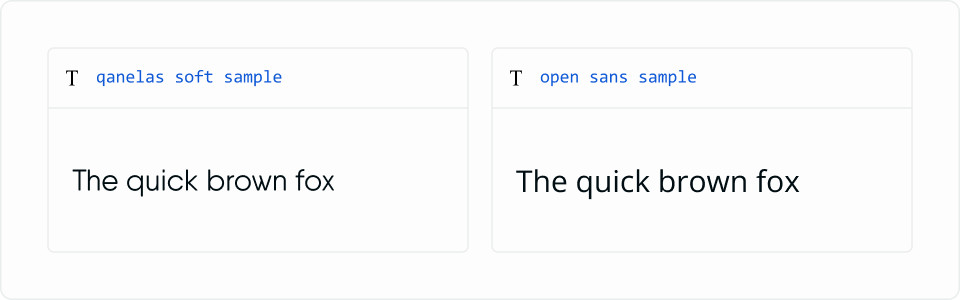 T qanelas soft sample
The quick brown fox
T open sans sample
The quick brown fox